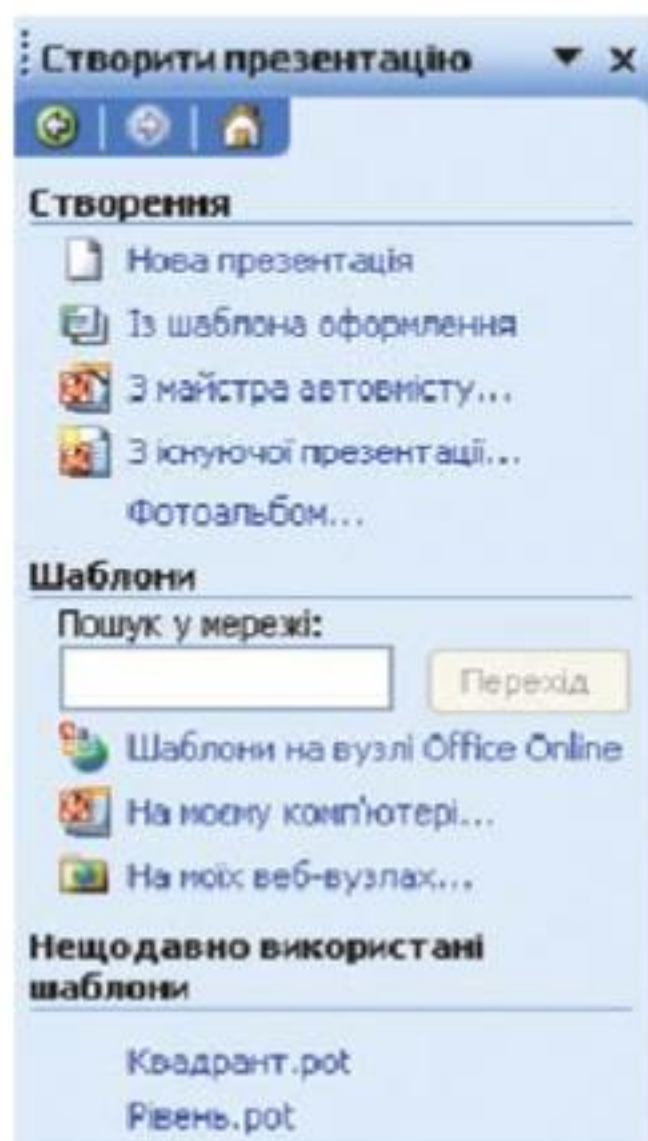 Створити презентацію
Створення
Нова презентація
Із шаблона оформлення
З майстра автовмісту...
З існуючої презентації...
Фотоальбом...
Шаблони
Пошук у мережі:
Перехід
Шаблони на вузлі Office Online
На моєму комп'ютері...
На моїх веб-вузлах...
Нещодавно використані
шаблони
Квадрант.pot
Рівень.pot